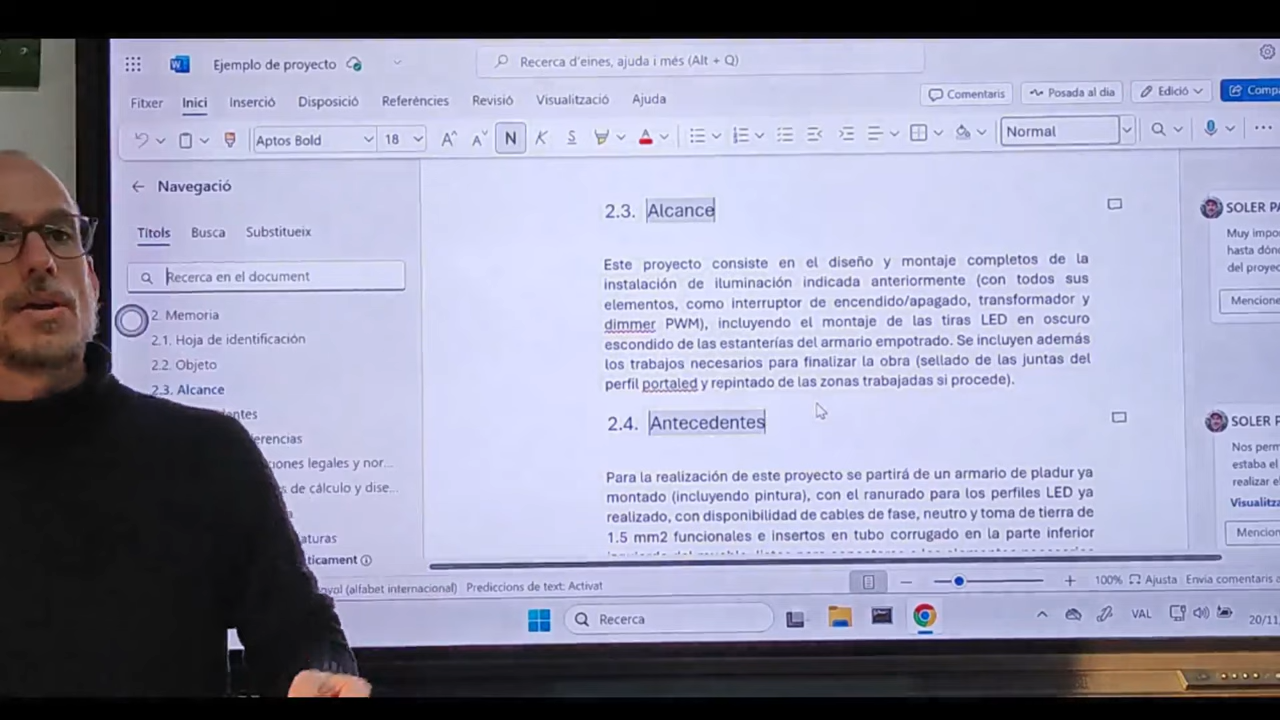 Ejemplo de proyecto
Recerca d'eines, ajuda i més (Alt + Q)
Fitxer Inici Inserció Disposició Referències Revisió Visualització Ajuda
Comentaris Posada al dia Edició
Aptos Bold 18 N K S A Normal
Navegació
Títols Busca Substitueix
Recerca en el document
2. Memoria
2.1. Hoja de identificación
2.2. Objeto
2.3. Alcance
2.3. Alcance
Este proyecto consiste en el diseño y montaje completos de la
instalación de iluminación indicada anteriormente (con todos sus
elementos, como interruptor de encendido/apagado, transformador y
dimmer PWM), incluyendo el montaje de las tiras LED en oscuro
escondido de las estanterías del armario empotrado. Se incluyen además
los trabajos necesarios para finalizar la obra (sellado de las juntas del
perfil portaled y repintado de las zonas trabajadas si procede).
2.4. Antecedentes
Para la realización de este proyecto se partirá de un armario de pladur ya
montado (incluyendo pintura), con el ranurado para los perfiles LED ya
realizado, con disponibilidad de cables de fase, neutro y toma de tierra de
1.5 mm2 funcionales e insertos en tubo corrugado en la parte inferior
SOLER
Muy
hasta
del
SOLER
Nos
estaba el
realizar
(alfabet internacional) Prediccions de text: Activat
100% Ajusta Envia comentaris
Recerca
VAL
20/11